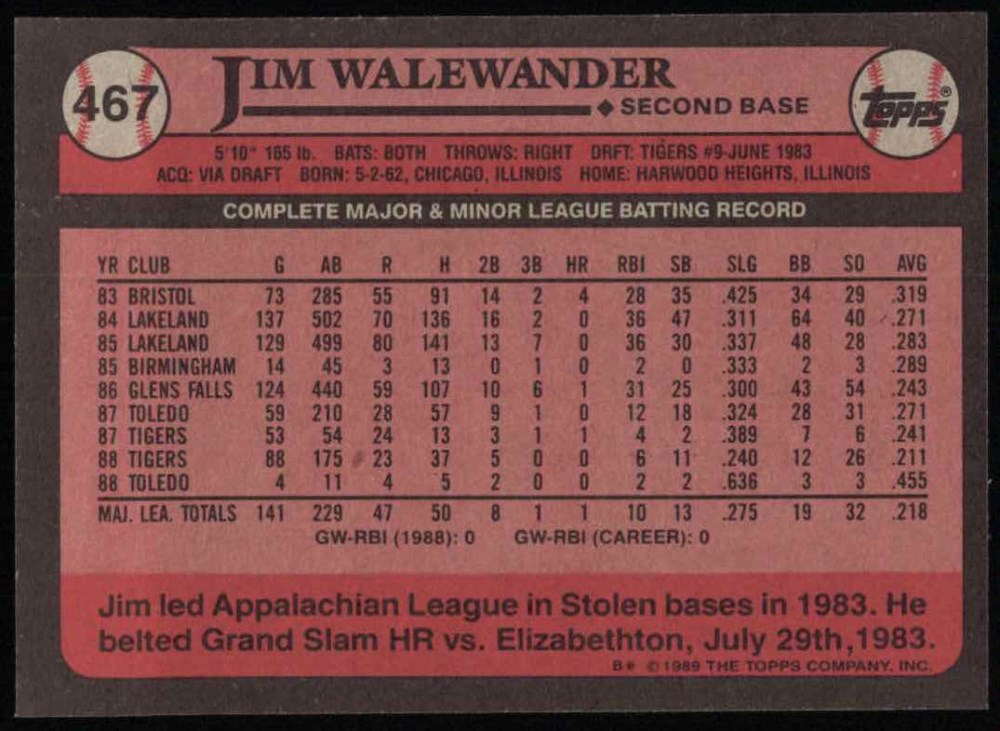 467
JIM WALEWANDER
◆ SECOND BASE
Topps®
5'10" 165 lb. BATS: BOTH THROWS: RIGHT DRFT: TIGERS #9-JUNE 1983
ACQ: VIA DRAFT BORN: 5-2-62, CHICAGO, ILLINOIS HOME: HARWOOD HEIGHTS, ILLINOIS
COMPLETE MAJOR & MINOR LEAGUE BATTING RECORD
YR CLUB G AB R H 2B 3B HR RBI SB SLG BB SO AVG
83 BRISTOL 73 285 55 91 14 2 4 28 35 .425 34 29 .319
84 LAKELAND 137 502 70 136 16 2 0 36 47 .311 64 40 .271
85 LAKELAND 129 499 80 141 13 7 0 36 30 .337 48 28 .283
85 BIRMINGHAM 14 45 3 13 0 1 0 2 0 .333 2 3 .289
86 GLENS FALLS 124 440 59 107 10 6 1 31 25 .300 43 54 .243
87 TOLEDO 59 210 28 57 9 1 0 12 18 .324 28 31 .271
87 TIGERS 53 54 24 13 3 1 1 4 2 .389 7 6 .241
88 TIGERS 88 175 23 37 5 0 0 6 11 .240 12 26 .211
88 TOLEDO 4 11 4 5 2 0 0 2 2 .636 3 3 .455
MAJ. LEA. TOTALS 141 229 47 50 8 1 1 10 13 .275 19 32 .218
GW-RBI (1988): 0 GW-RBI (CAREER): 0
Jim led Appalachian League in Stolen bases in 1983. He
belted Grand Slam HR vs. Elizabethton, July 29th,1983.
B* © 1989 THE TOPPS COMPANY, INC.